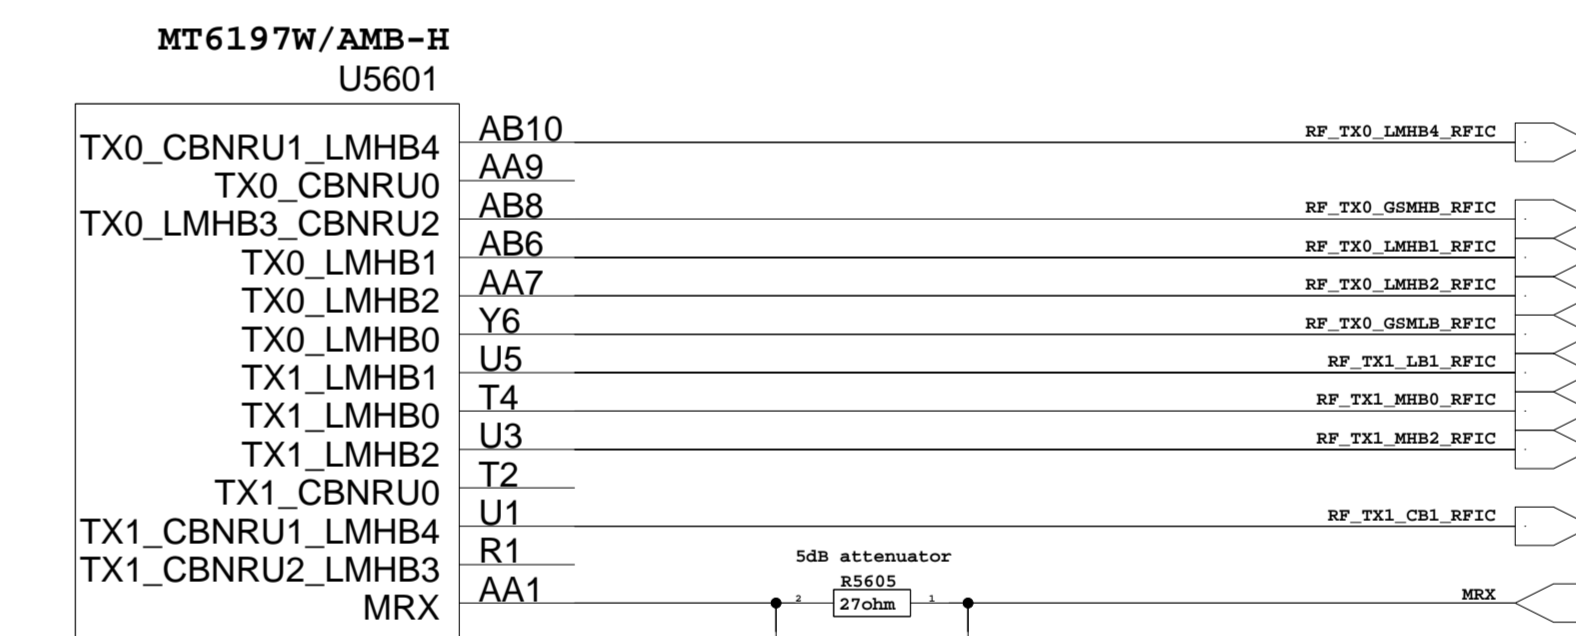 MT6197W/AMB-H
U5601
TX0_CBNRU1_LMHB4 AB10 RF_TX0_LMHB4_RFIC
TX0_CBNRU0 AA9
TX0_LMHB3_CBNRU2 AB8 RF_TX0_GSMHB_RFIC
TX0_LMHB1 AB6 RF_TX0_LMHB1_RFIC
TX0_LMHB2 AA7 RF_TX0_LMHB2_RFIC
TX0_LMHB0 Y6 RF_TX0_GSMLB_RFIC
TX1_LMHB1 U5 RF_TX1_LB1_RFIC
TX1_LMHB0 T4 RF_TX1_MHB0_RFIC
TX1_LMHB2 U3 RF_TX1_MHB2_RFIC
TX1_CBNRU0 T2
TX1_CBNRU1_LMHB4 U1 RF_TX1_CB1_RFIC
TX1_CBNRU2_LMHB3 R1
5dB attenuator
R5605
MRX AA1 2 27ohm 1 MRX